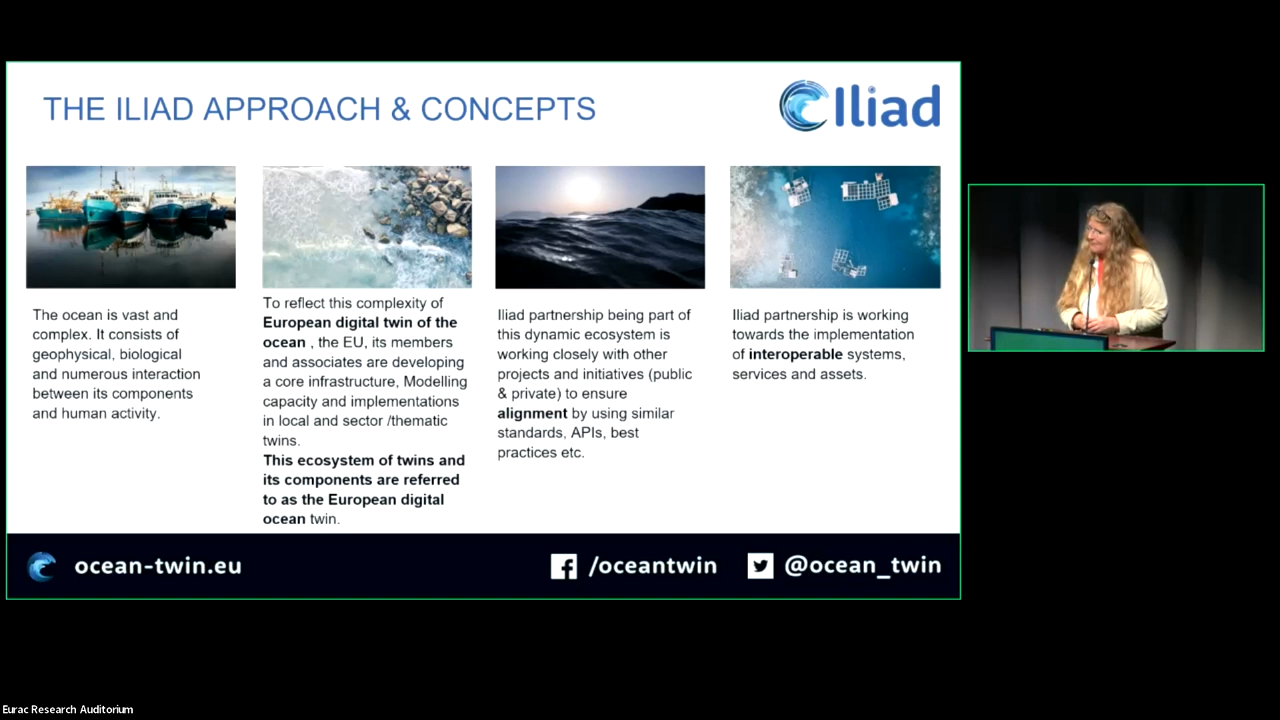 THE ILIAD APPROACH & CONCEPTS
Iliad
The ocean is vast and
complex. It consists of
geophysical, biological
and numerous interaction
between its components
and human activity.
To reflect this complexity of
European digital twin of the
ocean , the EU, its members
and associates are developing
a core infrastructure, Modelling
capacity and implementations
in local and sector /thematic
twins.
This ecosystem of twins and
its components are referred
to as the European digital
ocean twin.
Iliad partnership being part of
this dynamic ecosystem is
working closely with other
projects and initiatives (public
& private) to ensure
alignment by using similar
standards, APIs, best
practices etc.
Iliad partnership is working
towards the implementation
of interoperable systems,
services and assets.
ocean-twin.eu
/oceantwin
@ocean_twin
Eurac Research Auditorium